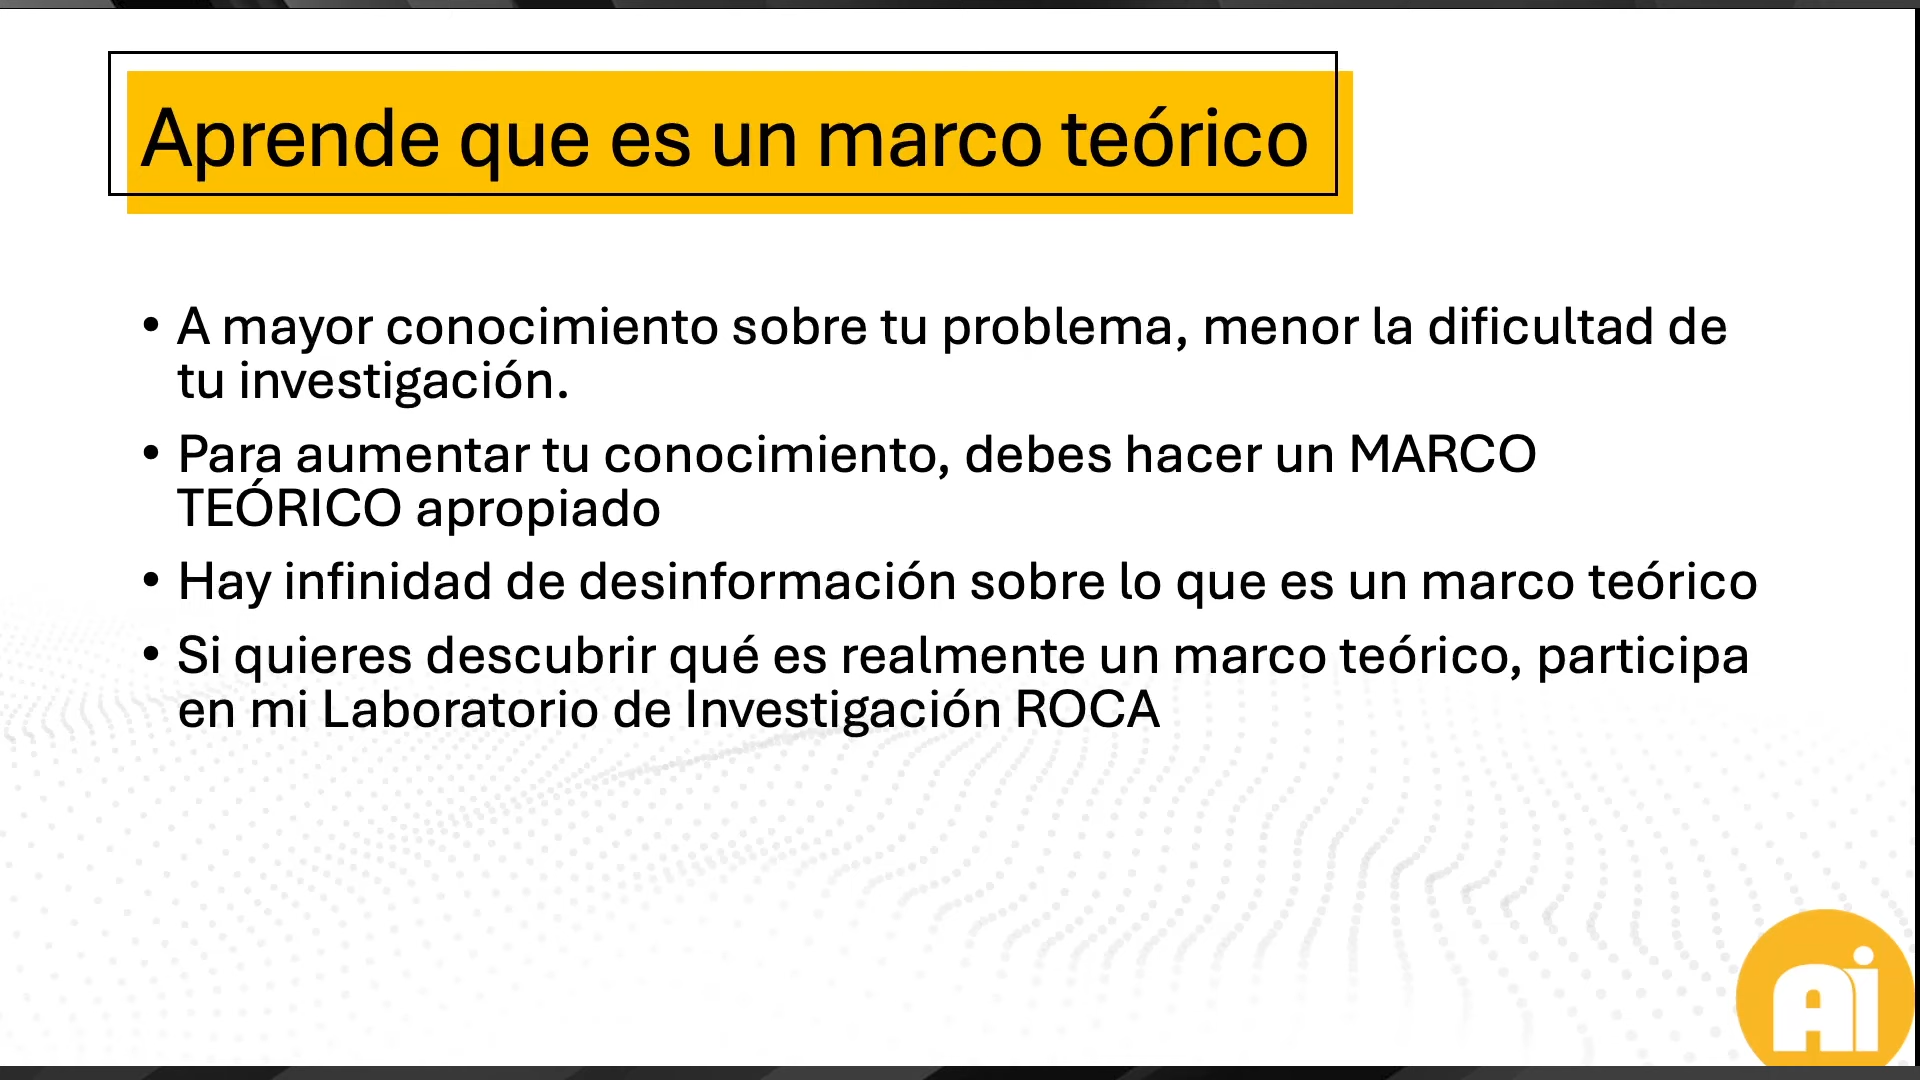 Aprende que es un marco teórico
• A mayor conocimiento sobre tu problema, menor la dificultad de
tu investigación.
• Para aumentar tu conocimiento, debes hacer un MARCO
TEÓRICO apropiado
• Hay infinidad de desinformación sobre lo que es un marco teórico
• Si quieres descubrir qué es realmente un marco teórico, participa
en mi Laboratorio de Investigación ROCA
Ai